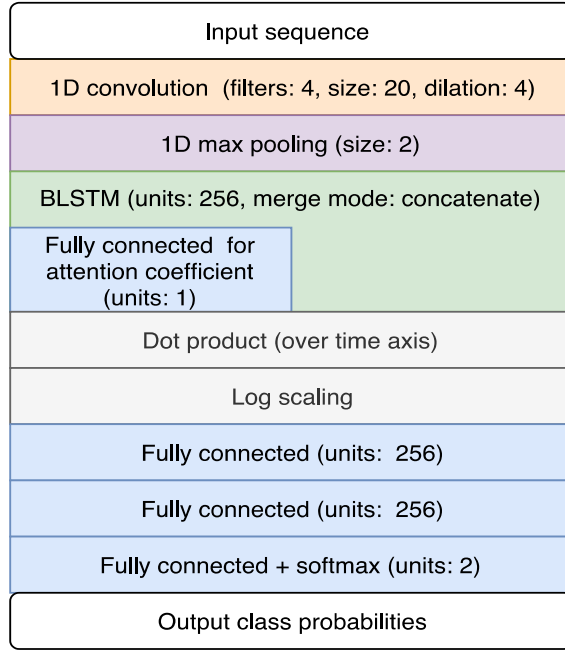 Input sequence
1D convolution (filters: 4, size: 20, dilation: 4)
1D max pooling (size: 2)
BLSTM (units: 256, merge mode: concatenate)
Fully connected for
attention coefficient
(units: 1)
Dot product (over time axis)
Log scaling
Fully connected (units: 256)
Fully connected (units: 256)
Fully connected + softmax (units: 2)
Output class probabilities